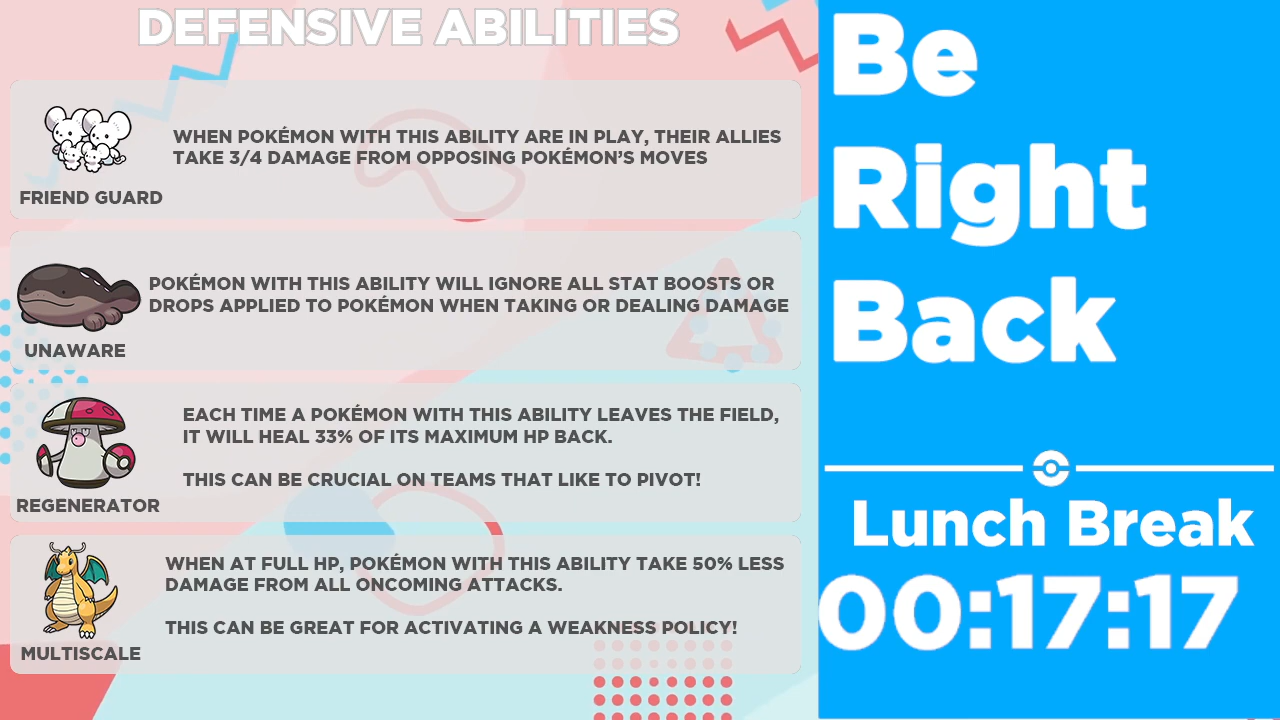 DEFENSIVE ABILITIES
WHEN POKÉMON WITH THIS ABILITY ARE IN PLAY, THEIR ALLIES
TAKE 3/4 DAMAGE FROM OPPOSING POKÉMON'S MOVES
FRIEND GUARD
POKÉMON WITH THIS ABILITY WILL IGNORE ALL STAT BOOSTS OR
DROPS APPLIED TO POKÉMON WHEN TAKING OR DEALING DAMAGE
UNAWARE
EACH TIME A POKÉMON WITH THIS ABILITY LEAVES THE FIELD,
IT WILL HEAL 33% OF ITS MAXIMUM HP BACK.
THIS CAN BE CRUCIAL ON TEAMS THAT LIKE TO PIVOT!
REGENERATOR
WHEN AT FULL HP, POKÉMON WITH THIS ABILITY TAKE 50% LESS
DAMAGE FROM ALL ONCOMING ATTACKS.
THIS CAN BE GREAT FOR ACTIVATING A WEAKNESS POLICY!
MULTISCALE
Be
Right
Back
Lunch Break
00:17:17